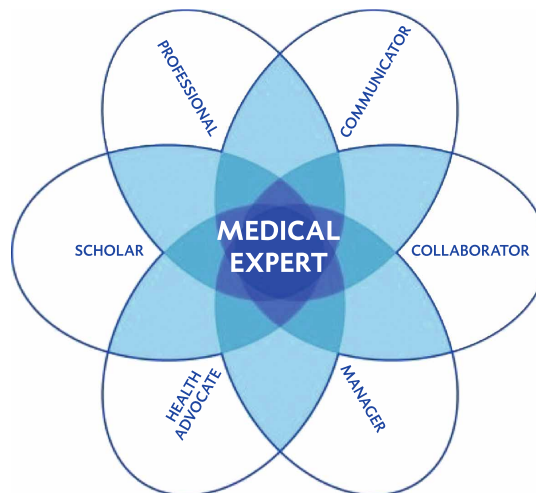 PROFESSIONAL
COMMUNICATOR
SCHOLAR
MEDICAL
EXPERT
COLLABORATOR
HEALTH
ADVOCATE
MANAGER